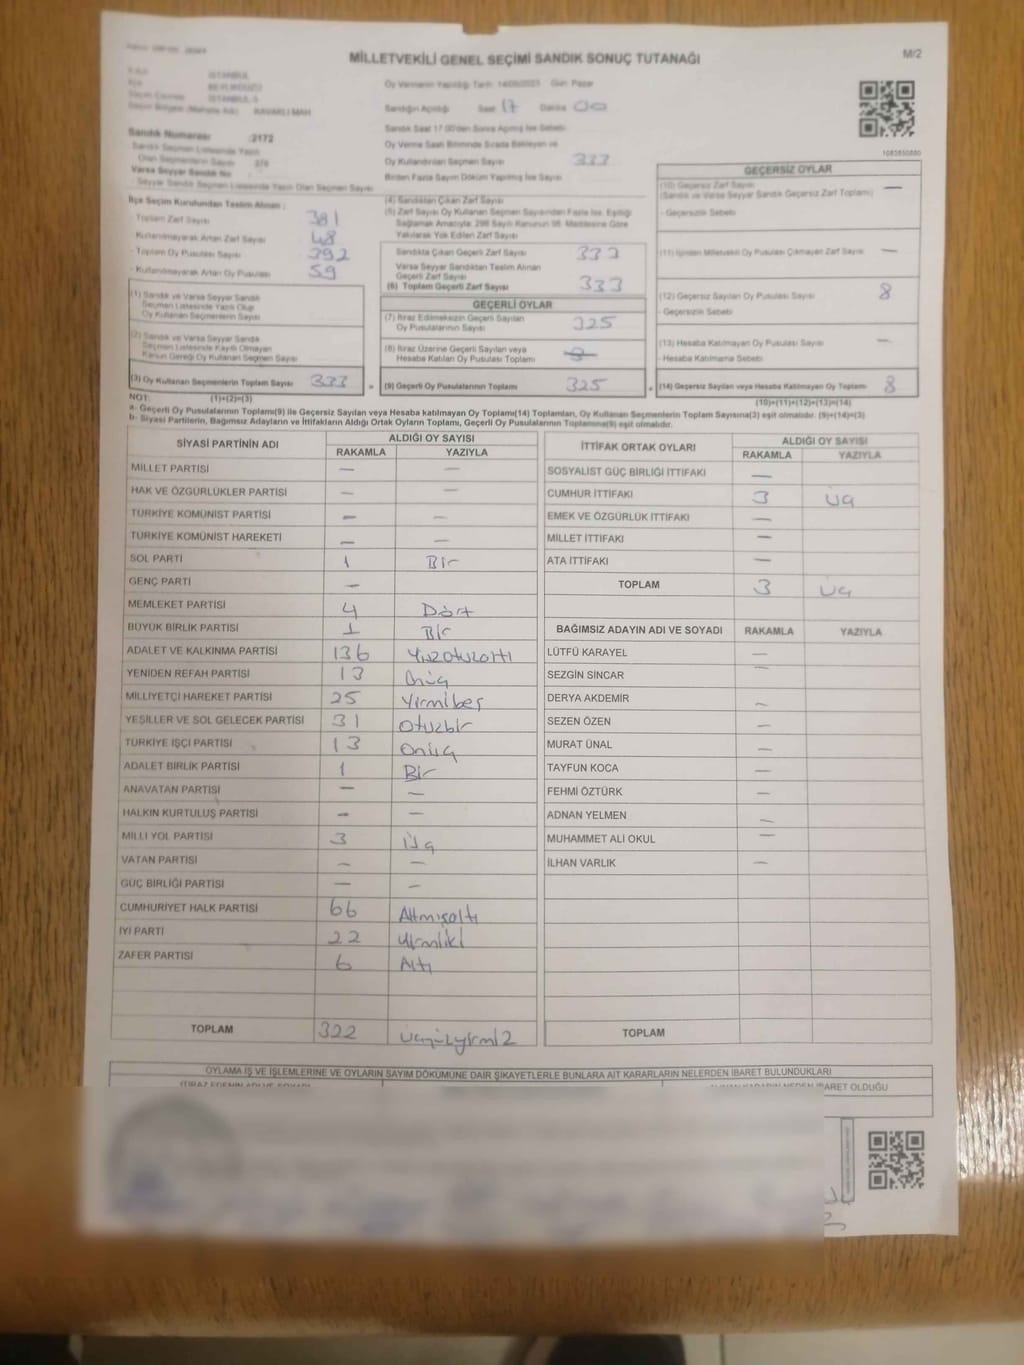 MİLLETVEKİLİ GENEL SEÇİMİ SANDIK SONUÇ TUTANAĞI
M/2
İSTANBUL
Oy Vermenin Yapıldığı Tarih: 14/05/2023 Gün: Pazar
Sandığın Açıldığı Saat 17 Dakika 00
KAVAKLI MAH
Sandık Numarası :2172
Sandık Saat 17.00'den Sonra Açılmış İse Sebebi:
Oy Verme Saati Bitiminde Sırada Bekleyen ve
Oy Kullandırılan Seçmen Sayısı 333
Birden Fazla Sayım Döküm Yapılmış İse Sayısı
Sandık Seçmen Listesinde Yazılı
Olan Seçmenlerin Sayısı
Varsa Seyyar Sandık No
Seyyar Sandık Seçmen Listesinde Yazılı Olan Seçmen Sayısı
İlçe Seçim Kurulundan Teslim Alınan :
- Toplam Zarf Sayısı 381
- Kullanılmayarak Artan Zarf Sayısı 48
- Toplam Oy Pusulası Sayısı 392
- Kullanılmayarak Artan Oy Pusulası 59
(1) Sandık ve Varsa Seyyar Sandık
Seçmen Listesinde Yazılı Olup
Oy Kullanan Seçmenlerin Sayısı
(2) Sandık ve Varsa Seyyar Sandık
Seçmen Listesinde Kayıtlı Olmayan
Kanun Gereği Oy Kullanan Seçmen Sayısı
(3) Oy Kullanan Seçmenlerin Toplam Sayısı 333
(4) Sandıktan Çıkan Zarf Sayısı
(5) Zarf Sayısı Oy Kullanan Seçmen Sayısından Fazla İse, Eşitliği
Sağlamak Amacıyla; 298 Sayılı Kanunun 98. Maddesine Göre
Yakılarak Yok Edilen Zarf Sayısı
Sandıkta Çıkan Geçerli Zarf Sayısı 333
Varsa Seyyar Sandıktan Teslim Alınan
Geçerli Zarf Sayısı
(6) Toplam Geçerli Zarf Sayısı 333
GEÇERLİ OYLAR
(7) İtiraz Edilmeksizin Geçerli Sayılan
Oy Pusulalarının Sayısı 325
(8) İtiraz Üzerine Geçerli Sayılan veya
Hesaba Katılan Oy Pusulası Toplamı
= (9) Geçerli Oy Pusulalarının Toplamı 325
1083850880
GEÇERSİZ OYLAR
(10) Geçersiz Zarf Sayısı —
(Sandık ve Varsa Seyyar Sandık Geçersiz Zarf Toplamı)
- Geçersizlik Sebebi
(11) İçinden Milletvekili Oy Pusulası Çıkmayan Zarf Sayısı —
(12) Geçersiz Sayılan Oy Pusulası Sayısı 8
- Geçersizlik Sebebi
(13) Hesaba Katılmayan Oy Pusulası Sayısı —
- Hesaba Katılmama Sebebi
+ (14) Geçersiz Sayılan veya Hesaba Katılmayan Oy Toplamı 8
NOT: (1)+(2)=(3) (10)+(11)+(12)+(13)=(14)
a- Geçerli Oy Pusulaları Toplamı(9) ile Geçersiz Sayılan veya Hesaba katılmayan Oy Toplamı(14) Toplamları, Oy Kullanan Seçmenlerin Toplam Sayısına(3) eşit olmalıdır. (9)+(14)=(3)
b- Siyasi Partilerin, Bağımsız Adayların ve İttifakların Aldığı Ortak Oyların Toplamı, Geçerli Oy Pusulalarının Toplamına(9) eşit olmalıdır.
SİYASİ PARTİNİN ADI ALDIĞI OY SAYISI
RAKAMLA YAZIYLA
MİLLET PARTİSİ — —
HAK VE ÖZGÜRLÜKLER PARTİSİ — —
TÜRKİYE KOMÜNİST PARTİSİ — —
TÜRKİYE KOMÜNİST HAREKETİ — —
SOL PARTİ 1 Bir
GENÇ PARTİ —
MEMLEKET PARTİSİ 4 Dört
BÜYÜK BİRLİK PARTİSİ 1 Bir
ADALET VE KALKINMA PARTİSİ 136 Yüzotuzaltı
YENİDEN REFAH PARTİSİ 13 Onüç
MİLLİYETÇİ HAREKET PARTİSİ 25 Yirmibeş
YEŞİLLER VE SOL GELECEK PARTİSİ 31 Otuzbir
TÜRKİYE İŞÇİ PARTİSİ 13 Onüç
ADALET BİRLİK PARTİSİ 1 Bir
ANAVATAN PARTİSİ — —
HALKIN KURTULUŞ PARTİSİ — —
MİLLİ YOL PARTİSİ 3 Üç
VATAN PARTİSİ — —
GÜÇ BİRLİĞİ PARTİSİ — —
CUMHURİYET HALK PARTİSİ 66 Altmışaltı
İYİ PARTİ 22 Yirmiiki
ZAFER PARTİSİ 6 Altı
TOPLAM 322 Üçyüzyirmi2
İTTİFAK ORTAK OYLARI ALDIĞI OY SAYISI
RAKAMLA YAZIYLA
SOSYALİST GÜÇ BİRLİĞİ İTTİFAKI —
CUMHUR İTTİFAKI 3 Üç
EMEK VE ÖZGÜRLÜK İTTİFAKI —
MİLLET İTTİFAKI —
ATA İTTİFAKI —
TOPLAM 3 Üç
BAĞIMSIZ ADAYIN ADI VE SOYADI RAKAMLA YAZIYLA
LÜTFÜ KARAYEL —
SEZGİN SİNCAR —
DERYA AKDEMİR —
SEZEN ÖZEN —
MURAT ÜNAL —
TAYFUN KOCA —
FEHMİ ÖZTÜRK —
ADNAN YELMEN —
MUHAMMET ALİ OKUL —
İLHAN VARLIK —
TOPLAM
OYLAMA İŞ VE İŞLEMLERİNE VE OYLARIN SAYIM DÖKÜMÜNE DAİR ŞİKAYETLERLE BUNLARA AİT KARARLARIN NELERDEN İBARET BULUNDUKLARI
İTİRAZ EDENİN ADI VE SOYADI
KARARIN NEDEN İBARET OLDUĞU